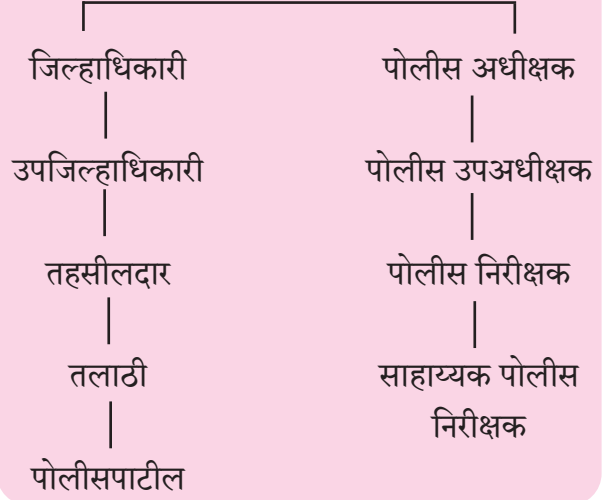 जिल्हाधिकारी
उपजिल्हाधिकारी
तहसीलदार
तलाठी
पोलीसपाटील
पोलीस अधीक्षक
पोलीस उपअधीक्षक
पोलीस निरीक्षक
साहाय्यक पोलीस
निरीक्षक